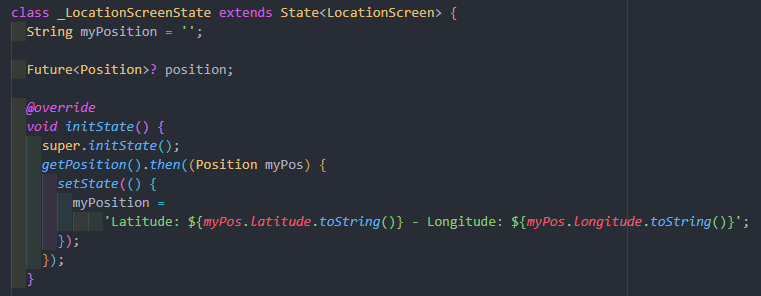 class _LocationScreenState extends State<LocationScreen> {
String myPosition = '';
Future<Position>? position;
@override
void initState() {
super.initState();
getPosition().then((Position myPos) {
setState(() {
myPosition =
'Latitude: ${myPos.latitude.toString()} - Longitude: ${myPos.longitude.toString()}';
});
});
}